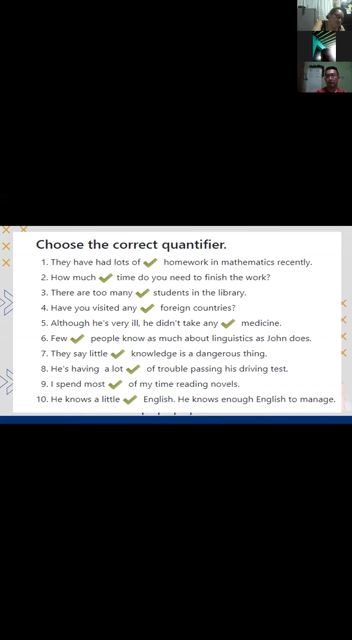 Choose the correct quantifier.
1. They have had lots of ✔ homework in mathematics recently.
2. How much ✔ time do you need to finish the work?
3. There are too many ✔ students in the library.
4. Have you visited any ✔ foreign countries?
5. Although he's very ill, he didn't take any ✔ medicine.
6. Few ✔ people know as much about linguistics as John does.
7. They say little ✔ knowledge is a dangerous thing.
8. He's having a lot ✔ of trouble passing his driving test.
9. I spend most ✔ of my time reading novels.
10. He knows a little ✔ English. He knows enough English to manage.